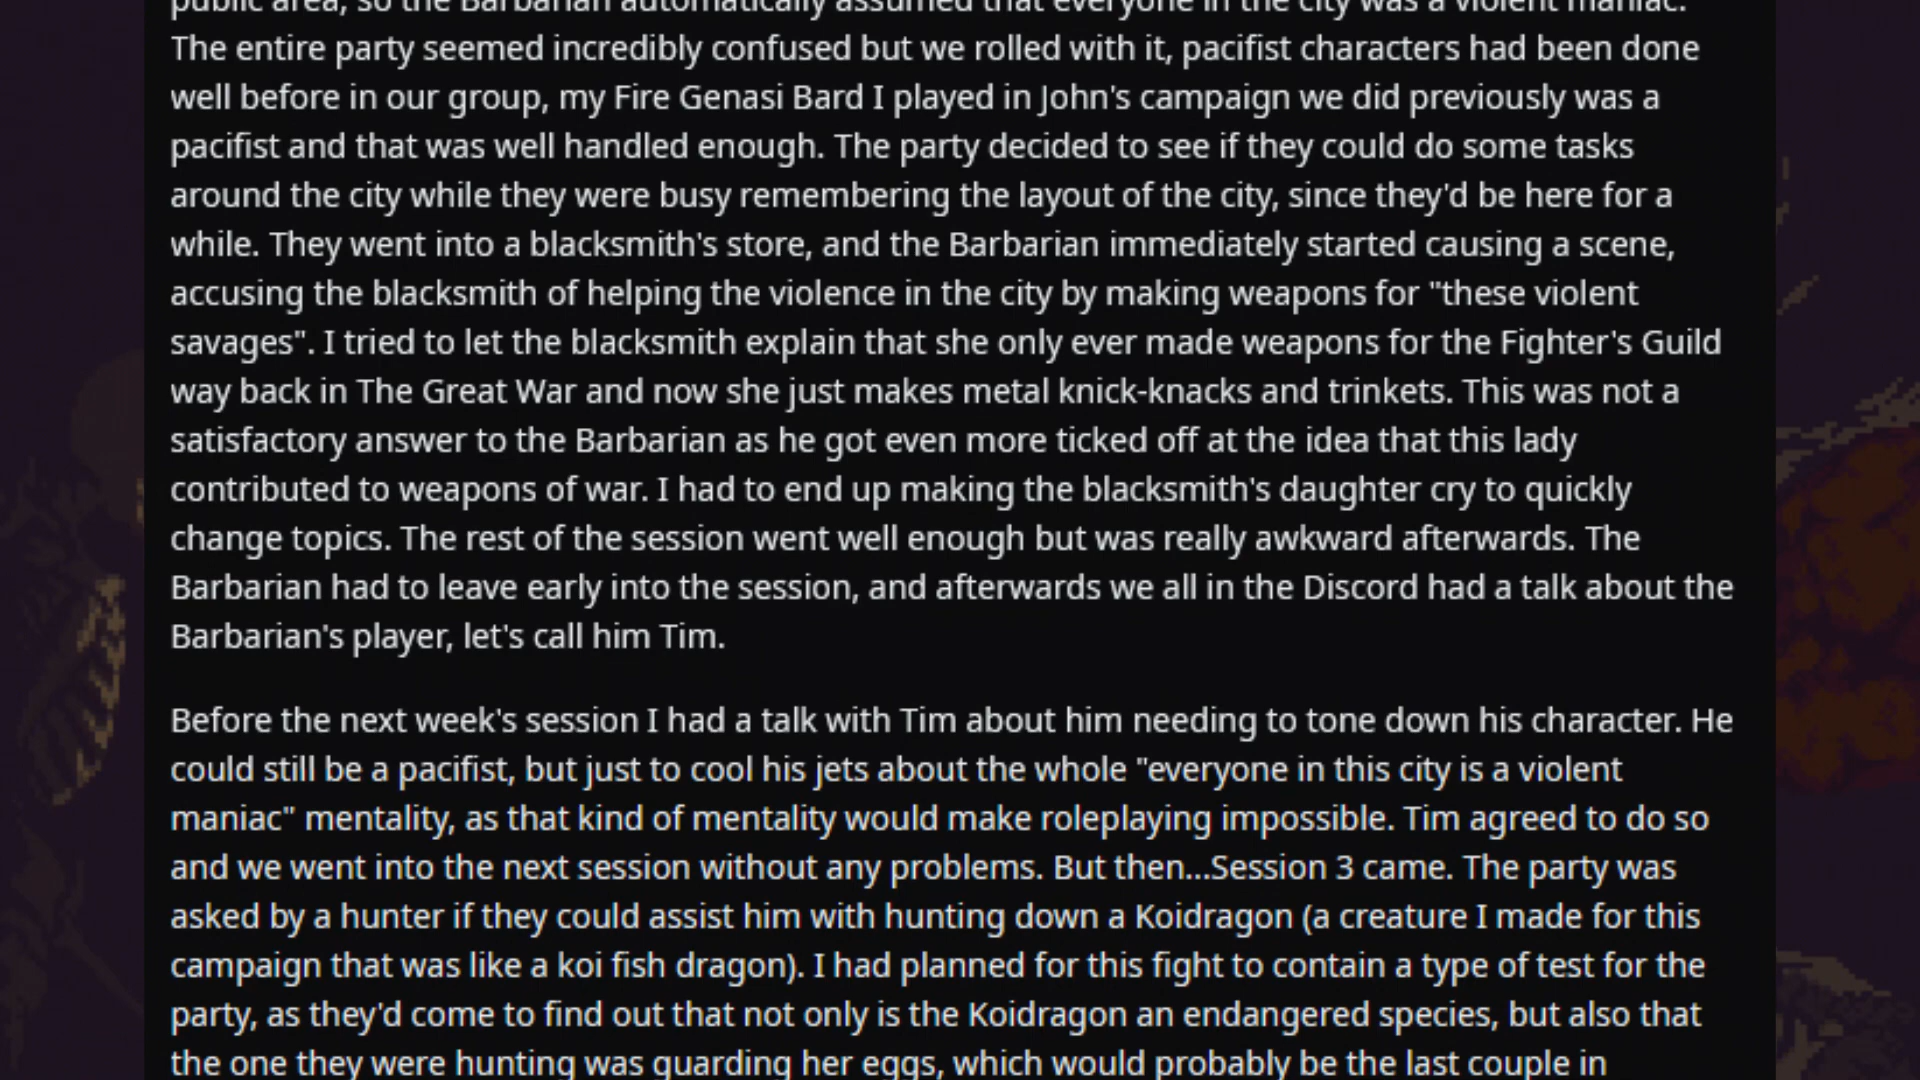 public area, so the Barbarian automatically assumed that everyone in the city was a violent maniac.
The entire party seemed incredibly confused but we rolled with it, pacifist characters had been done
well before in our group, my Fire Genasi Bard I played in John's campaign we did previously was a
pacifist and that was well handled enough. The party decided to see if they could do some tasks
around the city while they were busy remembering the layout of the city, since they'd be here for a
while. They went into a blacksmith's store, and the Barbarian immediately started causing a scene,
accusing the blacksmith of helping the violence in the city by making weapons for "these violent
savages". I tried to let the blacksmith explain that she only ever made weapons for the Fighter's Guild
way back in The Great War and now she just makes metal knick-knacks and trinkets. This was not a
satisfactory answer to the Barbarian as he got even more ticked off at the idea that this lady
contributed to weapons of war. I had to end up making the blacksmith's daughter cry to quickly
change topics. The rest of the session went well enough but was really awkward afterwards. The
Barbarian had to leave early into the session, and afterwards we all in the Discord had a talk about the
Barbarian's player, let's call him Tim.
Before the next week's session I had a talk with Tim about him needing to tone down his character. He
could still be a pacifist, but just to cool his jets about the whole "everyone in this city is a violent
maniac" mentality, as that kind of mentality would make roleplaying impossible. Tim agreed to do so
and we went into the next session without any problems. But then...Session 3 came. The party was
asked by a hunter if they could assist him with hunting down a Koidragon (a creature I made for this
campaign that was like a koi fish dragon). I had planned for this fight to contain a type of test for the
party, as they'd come to find out that not only is the Koidragon an endangered species, but also that
the one they were hunting was guarding her eggs, which would probably be the last couple in